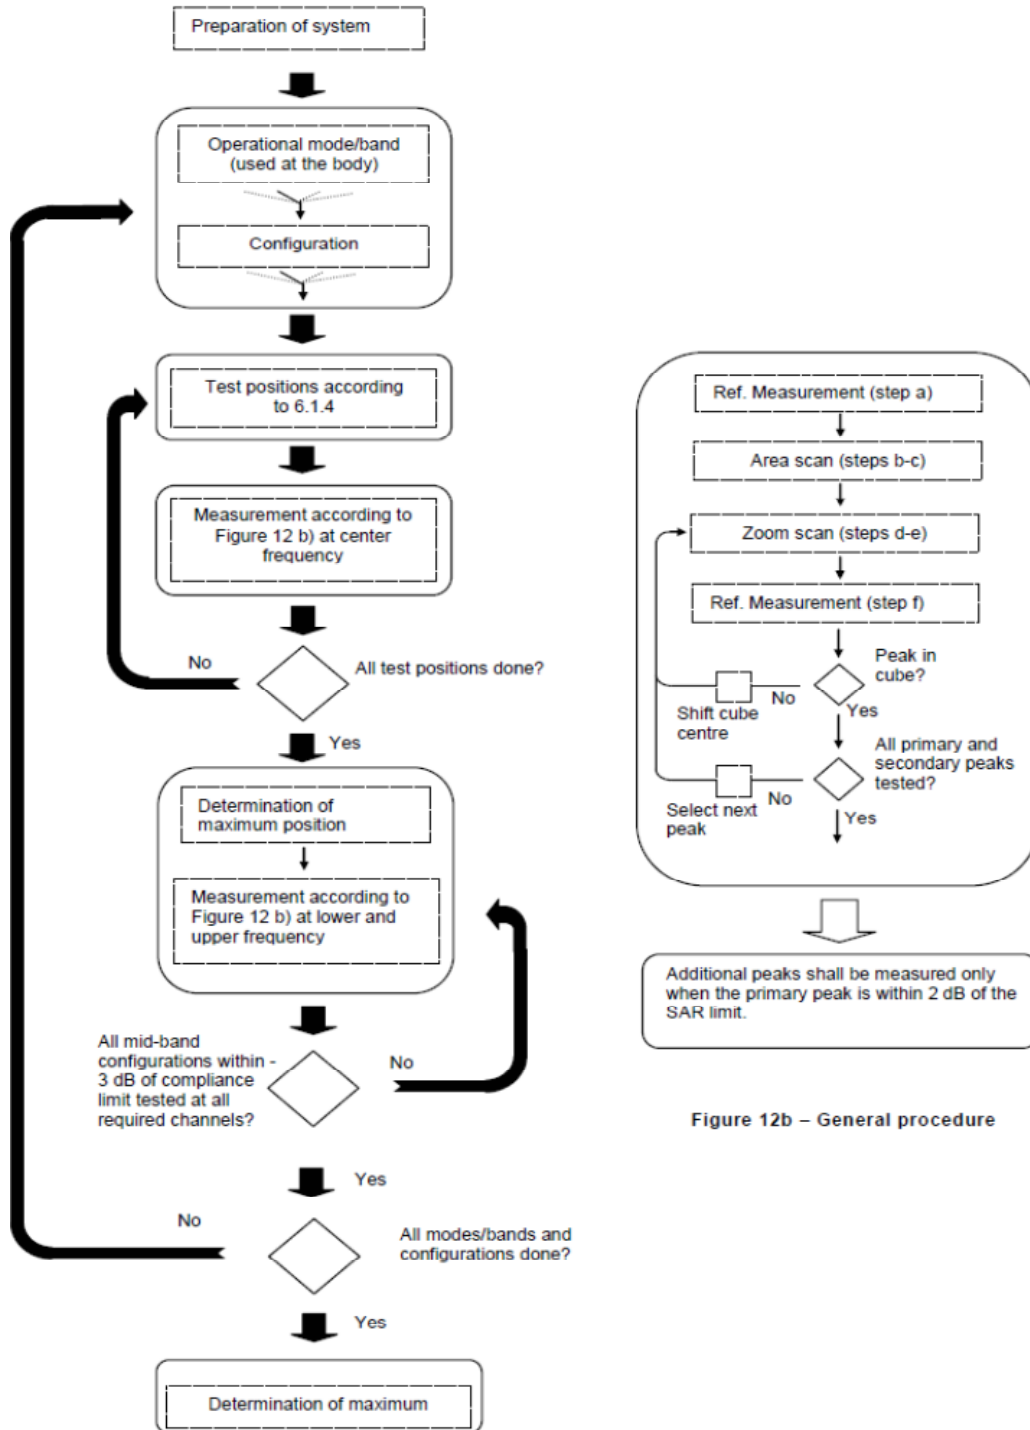 Preparation of system
Operational mode/band
(used at the body)
Configuration
Test positions according
to 6.1.4
Measurement according to
Figure 12 b) at center
frequency
No
All test positions done?
Yes
Determination of
maximum position
Measurement according to
Figure 12 b) at lower and
upper frequency
All mid-band
configurations within -
3 dB of compliance
limit tested at all
required channels?
No
Yes
No
All modes/bands and
configurations done?
Yes
Determination of maximum
Ref. Measurement (step a)
Area scan (steps b-c)
Zoom scan (steps d-e)
Ref. Measurement (step f)
Peak in
cube?
No
Shift cube
centre
Yes
All primary and
secondary peaks
tested?
No
Select next
peak
Yes
Additional peaks shall be measured only
when the primary peak is within 2 dB of the
SAR limit.
Figure 12b – General procedure